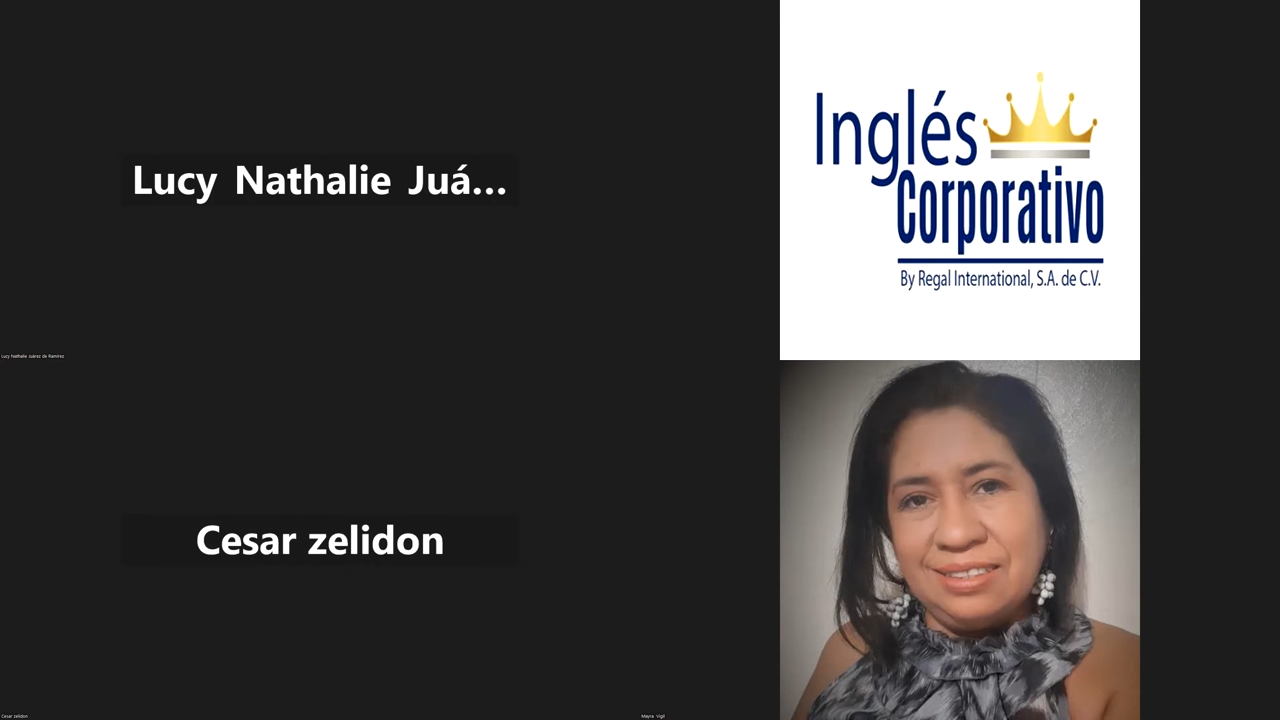 Lucy Nathalie Juá...
Lucy Nathalie Juárez de Ramírez
Inglés
Corporativo
By Regal International, S.A. de C.V.
Cesar zelidon
Cesar zelidon
Mayra Vigil